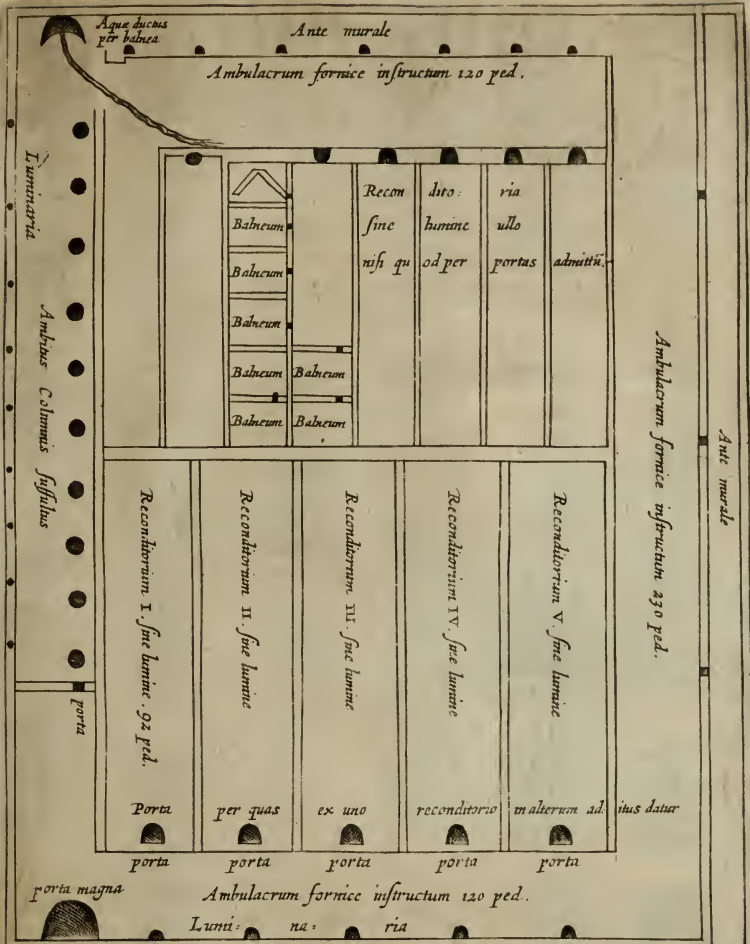 Aquæ ductus
per balnea
Ante murale
Ambulacrum fornice inſtructum 120 ped.
Luminaria
Ambitus Columnis ſuffultus
porta
Recon dito: ria
ſine lumine ullo
niſi qu od per portas admittũ.
Balneum
Balneum
Balneum
Balneum Balneum
Balneum Balneum
Ambulacrum fornice inſtructum 230 ped.
Ante murale
Reconditorium I. ſine lumine. 92 ped.
Reconditorium II. ſine lumine
Reconditorium III. ſine lumine
Reconditorium IV. ſine lumine
Reconditorium V. ſine lumine
Porta per quas ex uno reconditorio in alterum ad itus datur
porta porta porta porta porta
porta magna
Ambulacrum fornice inſtructum 120 ped.
Lumi: na: ria